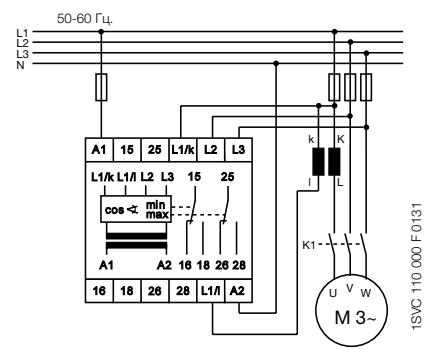 50-60 Гц.
L1
L2
L3
N
A1 15 25 L1/k L2 L3
k K
L1/k L1/l L2 L3 15 25
l L
cos ∢ min
max
K1
A1 A2 16 18 26 28
U V W
16 18 26 28 L1/l A2
M 3~
1SVC 110 000 F 0131